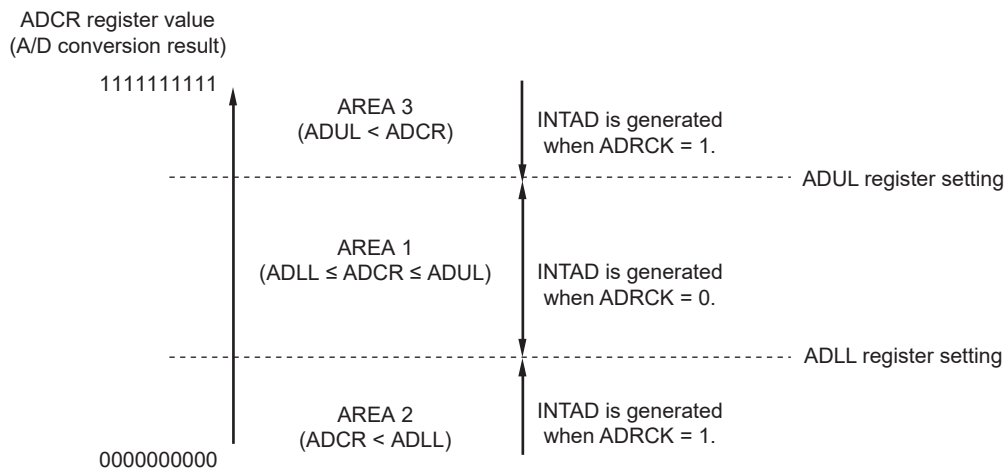 ADCR register value
(A/D conversion result)
1111111111
AREA 3
(ADUL < ADCR)
INTAD is generated
when ADRCK = 1.
ADUL register setting
AREA 1
(ADLL ≤ ADCR ≤ ADUL)
INTAD is generated
when ADRCK = 0.
ADLL register setting
AREA 2
(ADCR < ADLL)
INTAD is generated
when ADRCK = 1.
0000000000